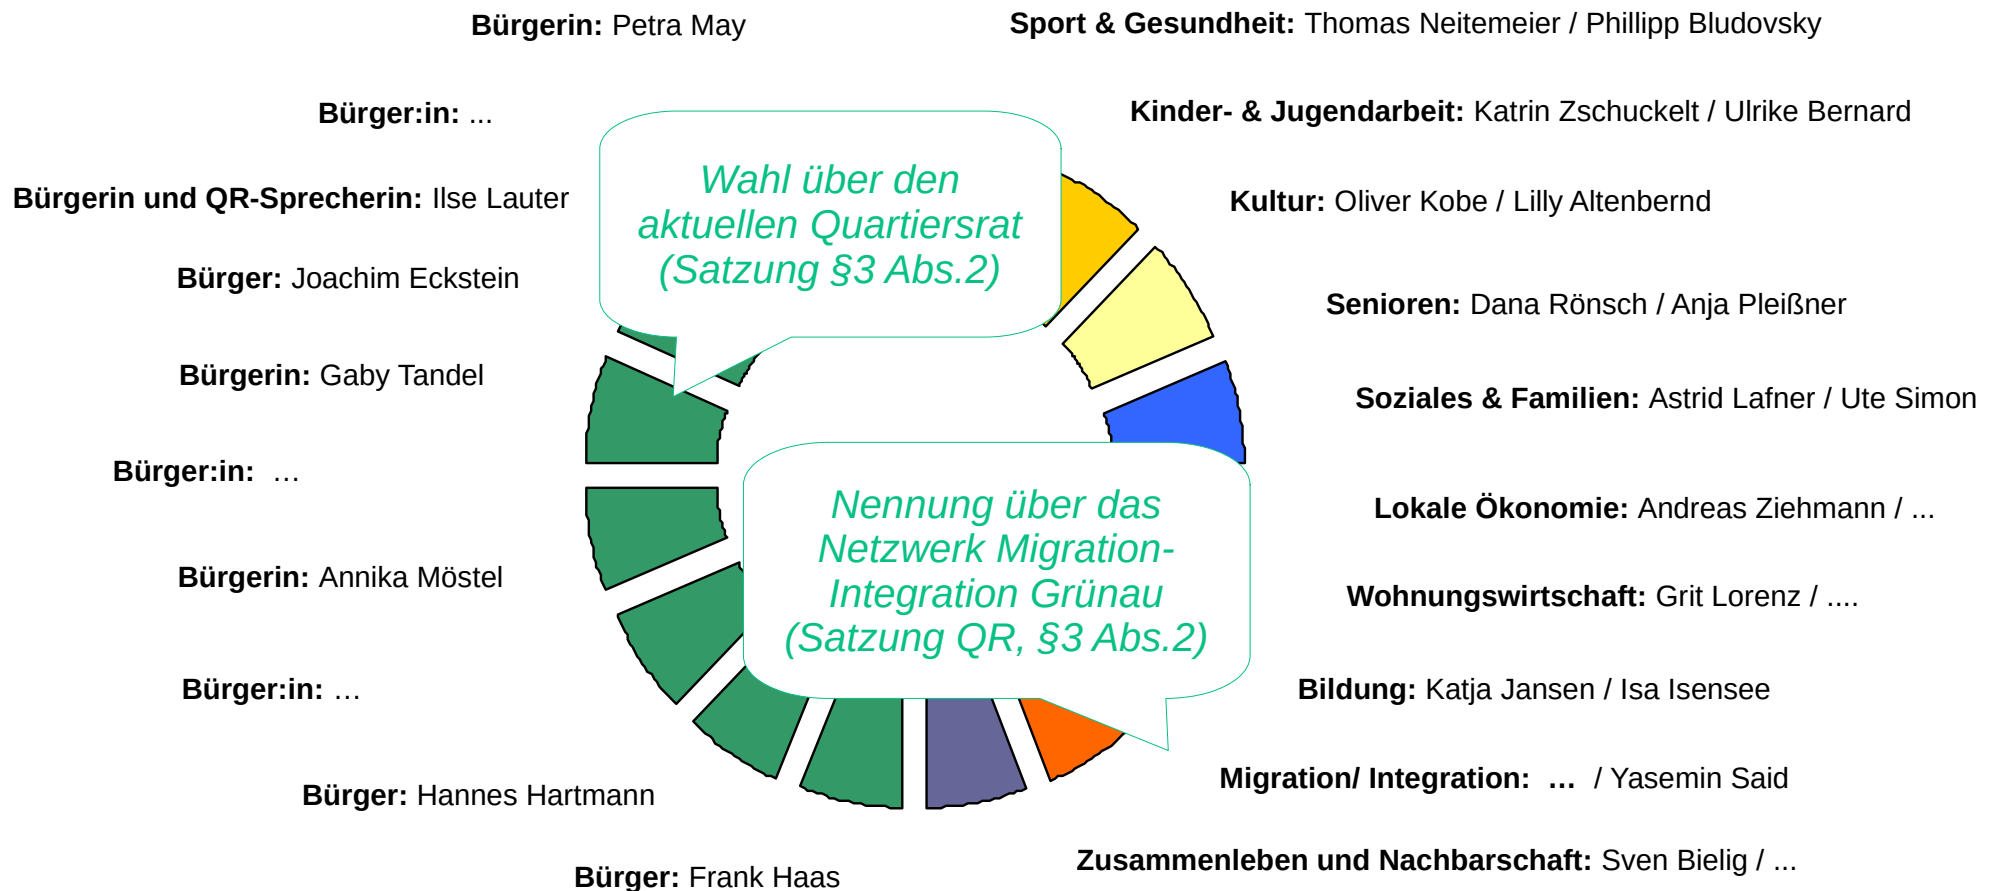 Bürgerin: Petra May
Bürger:in: ...
Bürgerin und QR-Sprecherin: Ilse Lauter
Bürger: Joachim Eckstein
Bürgerin: Gaby Tandel
Bürger:in: …
Bürgerin: Annika Möstel
Bürger:in: …
Bürger: Hannes Hartmann
Bürger: Frank Haas
Wahl über den
aktuellen Quartiersrat
(Satzung §3 Abs.2)
Nennung über das
Netzwerk Migration-
Integration Grünau
(Satzung QR, §3 Abs.2)
Sport & Gesundheit: Thomas Neitemeier / Phillipp Bludovsky
Kinder- & Jugendarbeit: Katrin Zschuckelt / Ulrike Bernard
Kultur: Oliver Kobe / Lilly Altenbernd
Senioren: Dana Rönsch / Anja Pleißner
Soziales & Familien: Astrid Lafner / Ute Simon
Lokale Ökonomie: Andreas Ziehmann / ...
Wohnungswirtschaft: Grit Lorenz / ....
Bildung: Katja Jansen / Isa Isensee
Migration/ Integration: … / Yasemin Said
Zusammenleben und Nachbarschaft: Sven Bielig / ...